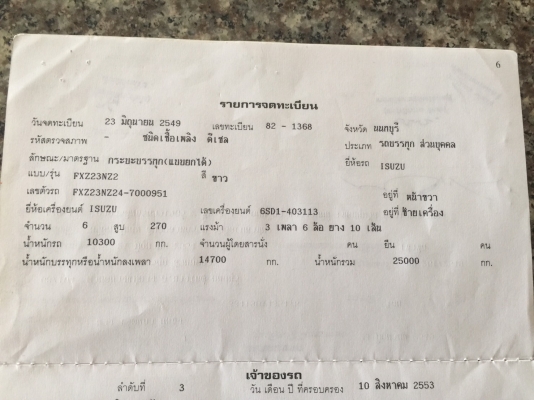 6
รายการจดทะเบียน
วันจดทะเบียน 23 มิถุนายน 2549 เลขทะเบียน 82 - 1368 จังหวัด นนทบุรี
รหัสตรวจสภาพ - ชนิดเชื้อเพลิง ดีเซล ประเภท รถบรรทุก ส่วนบุคคล
ลักษณะ/มาตรฐาน กระบะบรรทุก(แบบยกได้) ยี่ห้อรถ ISUZU
แบบ/รุ่น FXZ23NZ2 สี ขาว
เลขตัวรถ FXZ23NZ24-7000951 อยู่ที่ หน้าขวา
ยี่ห้อเครื่องยนต์ ISUZU เลขเครื่องยนต์ 6SD1-403113 อยู่ที่ ซ้ายเครื่อง
จำนวน 6 สูบ 270 แรงม้า 3 เพลา 6 ล้อ ยาง 10 เส้น
น้ำหนักรถ 10300 กก. จำนวนผู้โดยสารนั่ง คน ยืน คน
น้ำหนักบรรทุกหรือน้ำหนักลงเพลา 14700 กก. น้ำหนักรวม 25000 กก.
เจ้าของรถ
ลำดับที่ 3 วัน เดือน ปี ที่ครอบครอง 10 สิงหาคม 2553